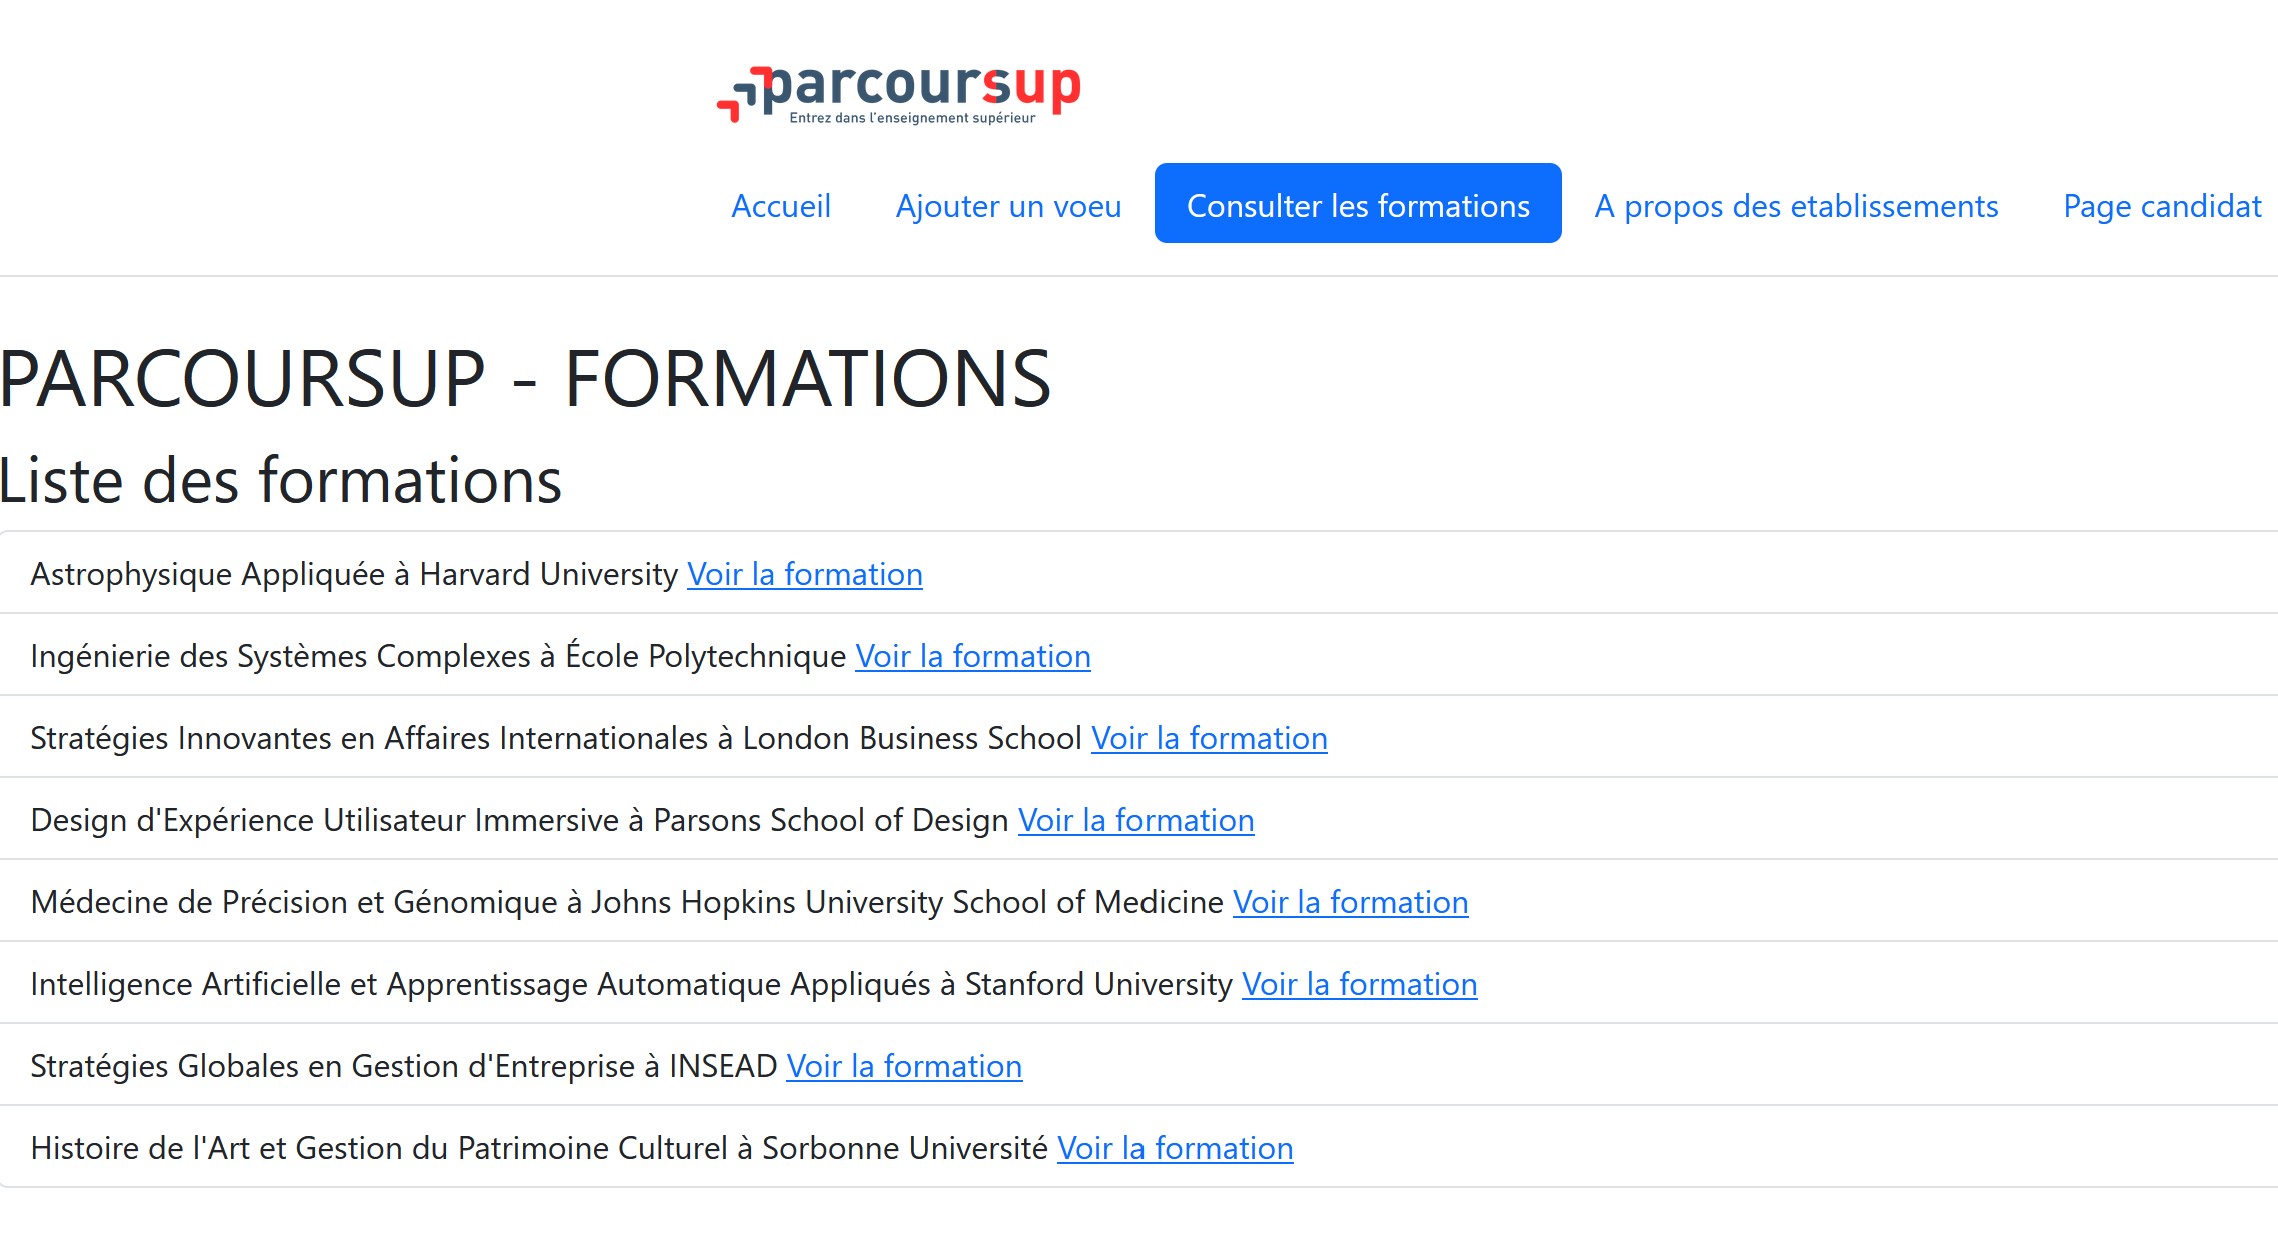 parcoursup
Entrez dans l'enseignement supérieur
Accueil Ajouter un voeu Consulter les formations A propos des etablissements Page candidat
PARCOURSUP - FORMATIONS
Liste des formations
Astrophysique Appliquée à Harvard University Voir la formation
Ingénierie des Systèmes Complexes à École Polytechnique Voir la formation
Stratégies Innovantes en Affaires Internationales à London Business School Voir la formation
Design d'Expérience Utilisateur Immersive à Parsons School of Design Voir la formation
Médecine de Précision et Génomique à Johns Hopkins University School of Medicine Voir la formation
Intelligence Artificielle et Apprentissage Automatique Appliqués à Stanford University Voir la formation
Stratégies Globales en Gestion d'Entreprise à INSEAD Voir la formation
Histoire de l'Art et Gestion du Patrimoine Culturel à Sorbonne Université Voir la formation